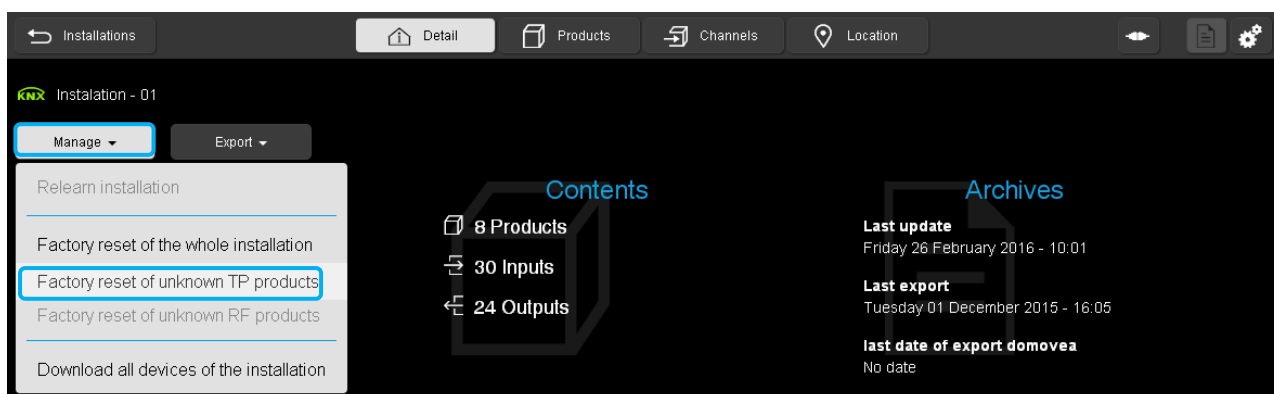 Installations
Detail
Products
Channels
Location
KNX Instalation - 01
Manage
Export
Relearn installation
Factory reset of the whole installation
Factory reset of unknown TP products
Factory reset of unknown RF products
Download all devices of the installation
Contents
8 Products
30 Inputs
24 Outputs
Archives
Last update
Friday 26 February 2016 - 10:01
Last export
Tuesday 01 December 2015 - 16:05
last date of export domovea
No date